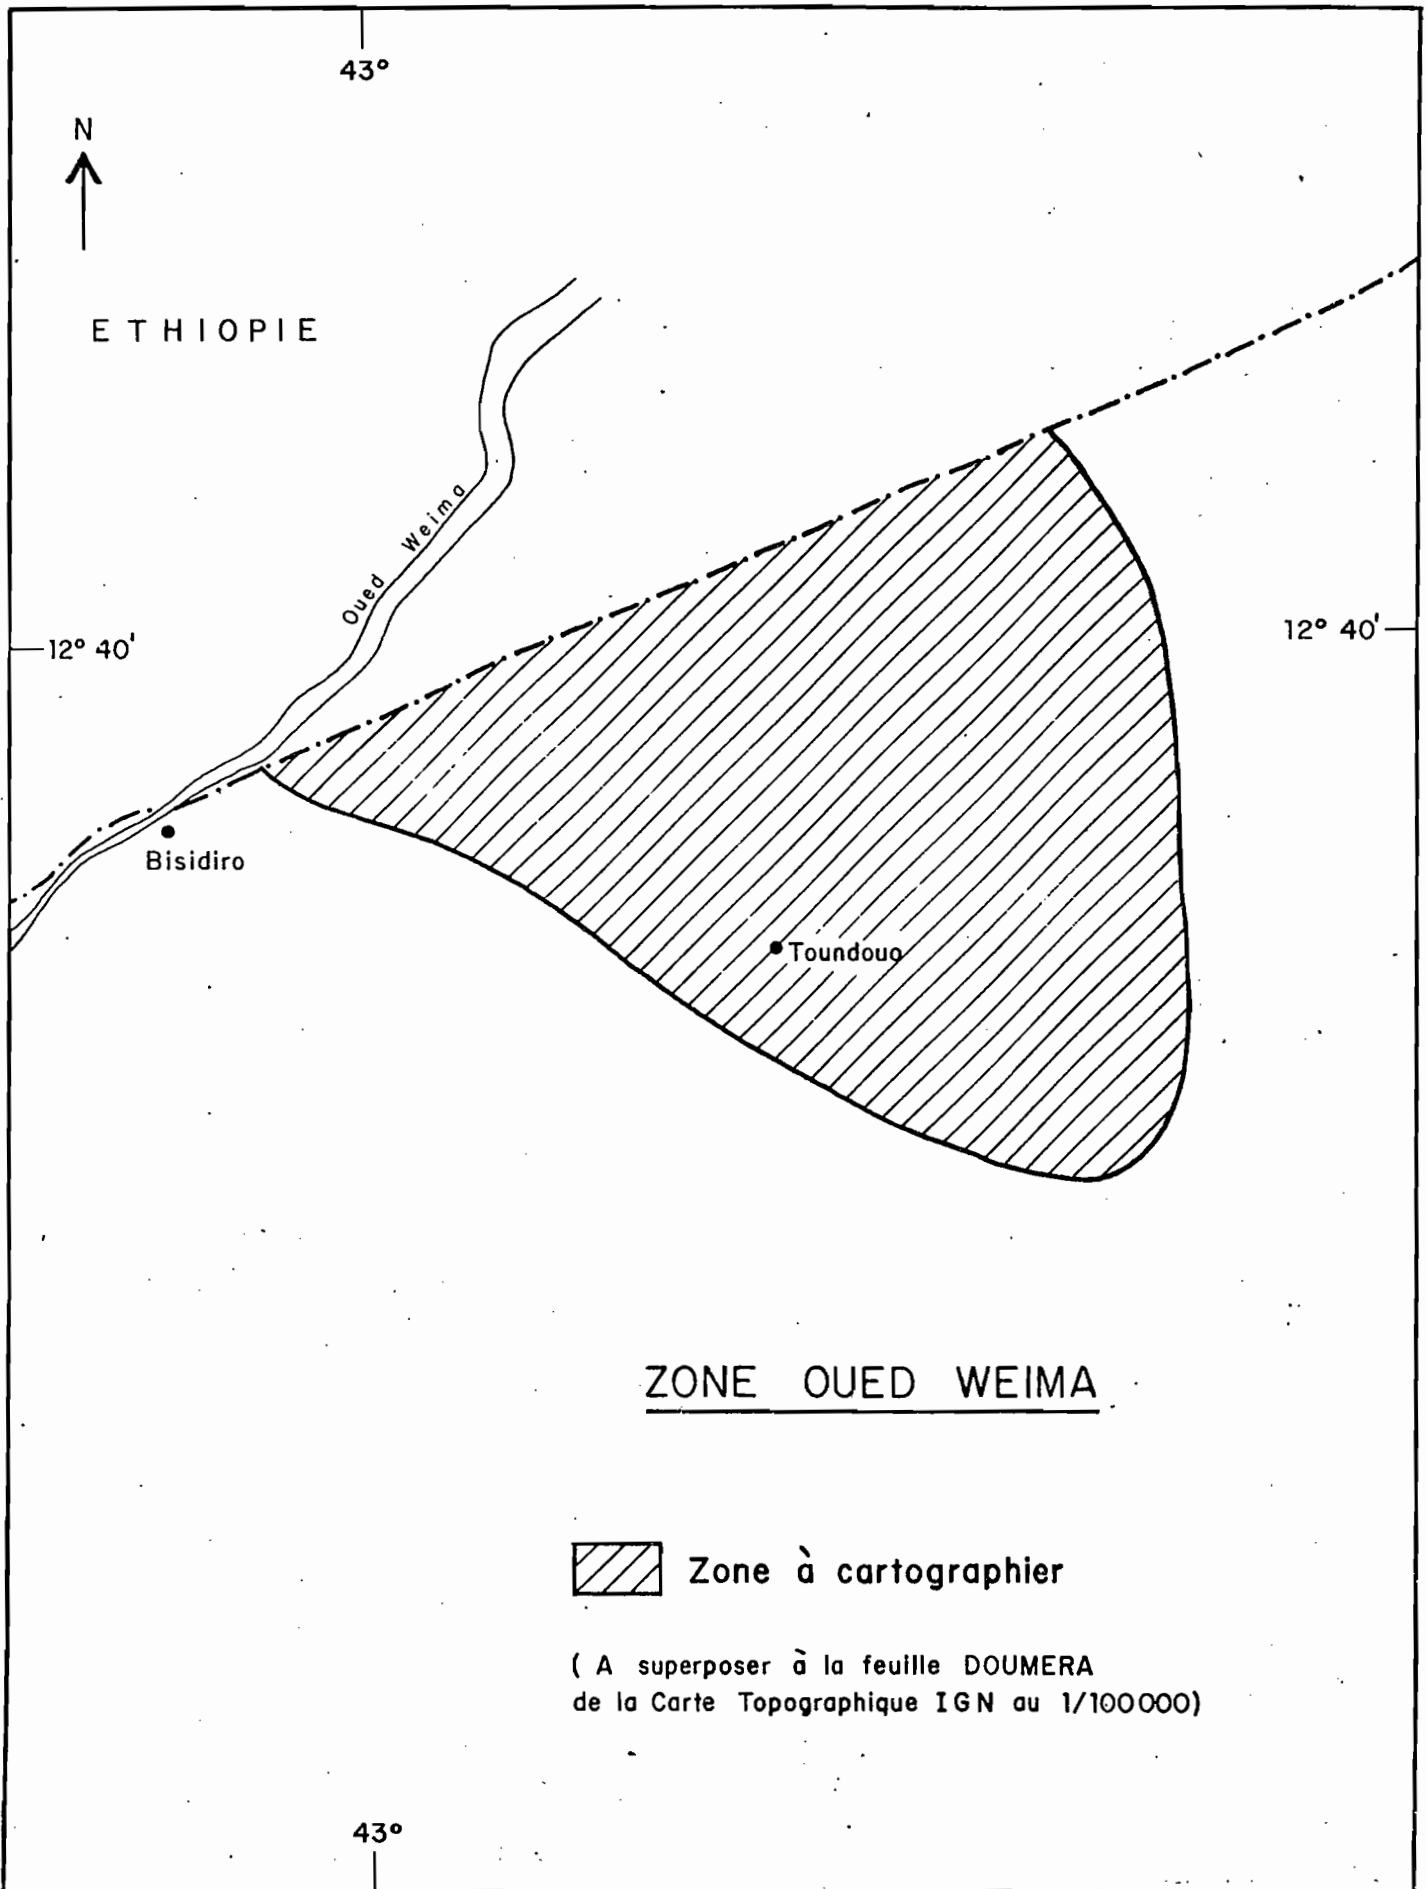 43°
N
ETHIOPIE
Oued Weima
12° 40'
12° 40'
Bisidiro
Toundouo
ZONE OUED WEIMA
Zone à cartographier
( A superposer à la feuille DOUMERA
de la Carte Topographique IGN au 1/100000)
43°